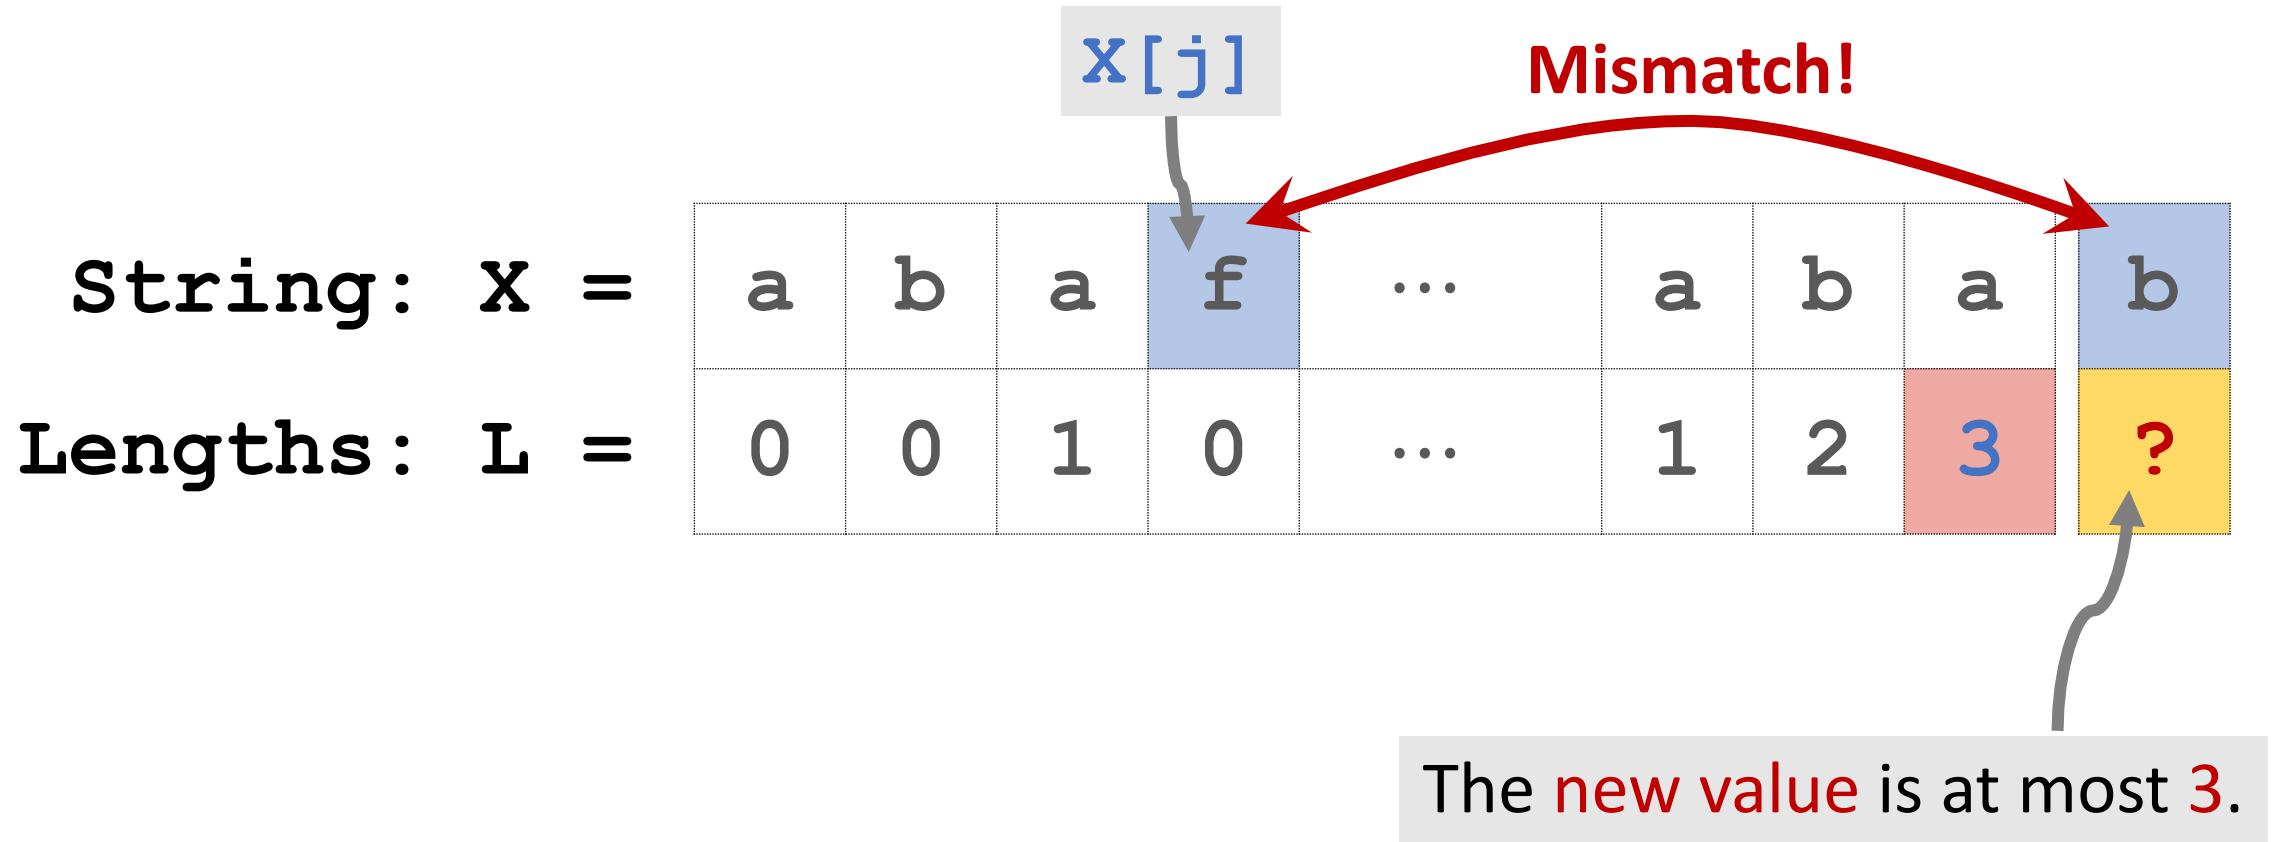 X[j]
Mismatch!
String: X = a b a f ... a b a b
Lengths: L = 0 0 1 0 ... 1 2 3 ?
The new value is at most 3.